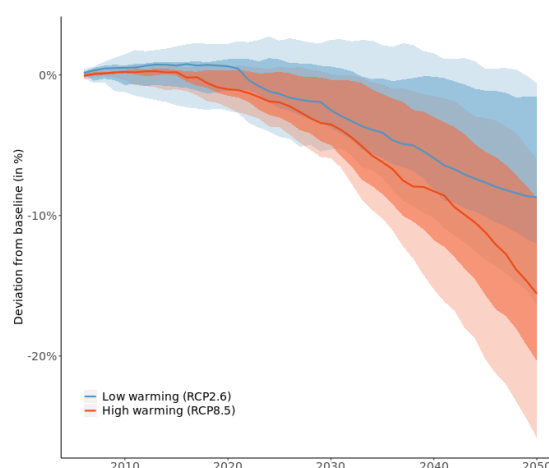 0%
-10%
-20%
Deviation from baseline (in %)
Low warming (RCP2.6)
High warming (RCP8.5)
2010 2020 2030 2040 2050